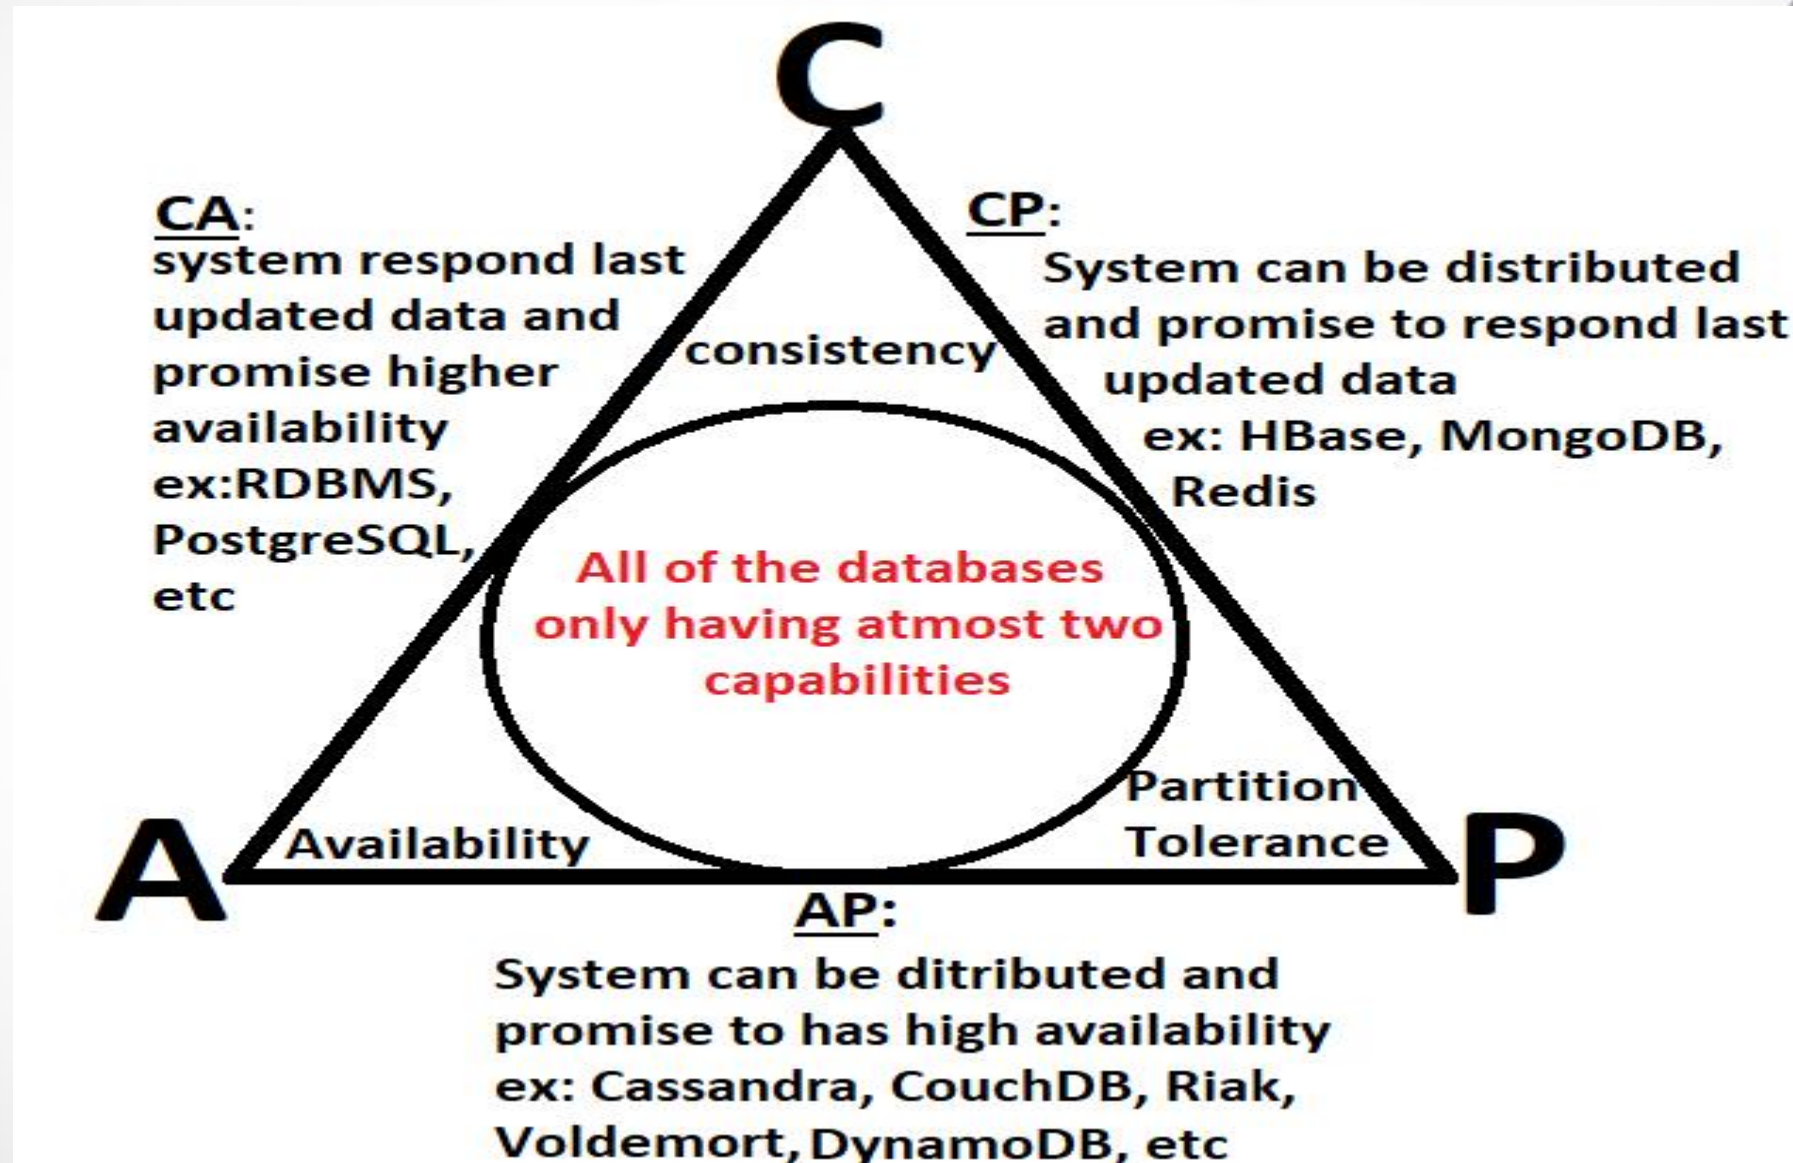 C
CA:
system respond last
updated data and
promise higher
availability
ex:RDBMS,
PostgreSQL,
etc
CP:
System can be distributed
and promise to respond last
updated data
ex: HBase, MongoDB,
Redis
consistency
All of the databases
only having atmost two
capabilities
A
Availability
Partition
Tolerance
P
AP:
System can be ditributed and
promise to has high availability
ex: Cassandra, CouchDB, Riak,
Voldemort, DynamoDB, etc